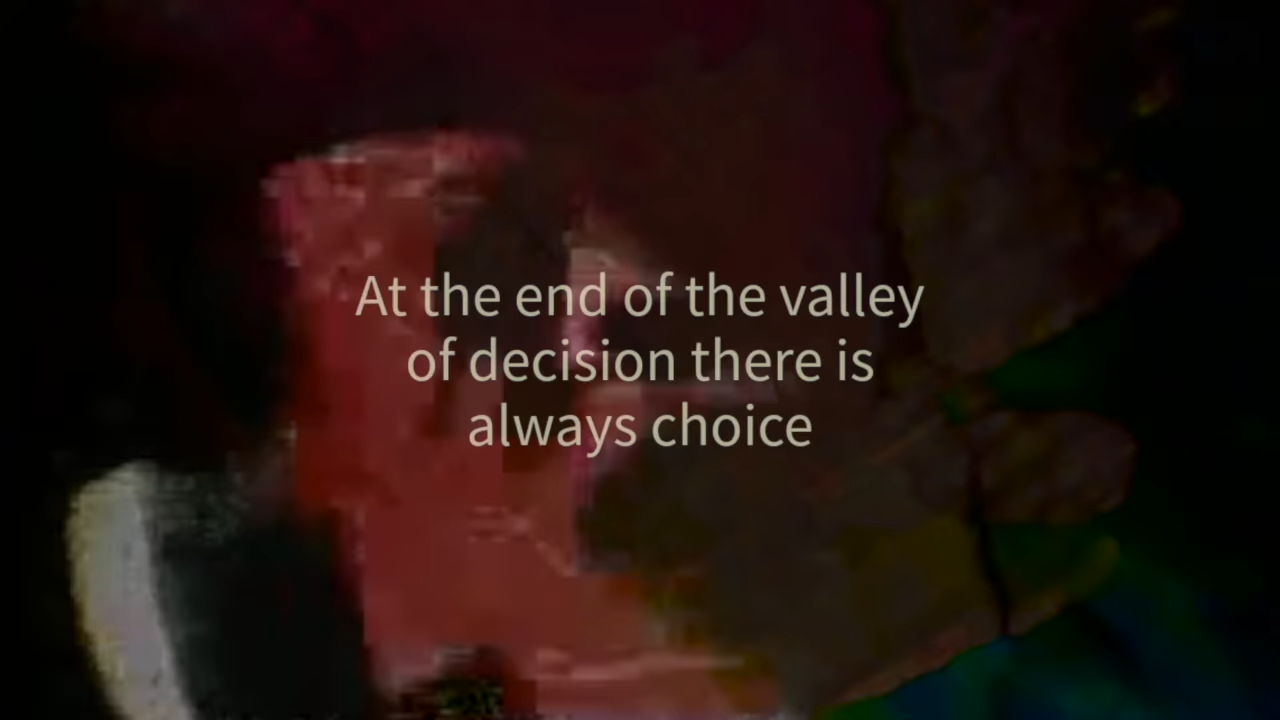 At the end of the valley
of decision there is
always choice